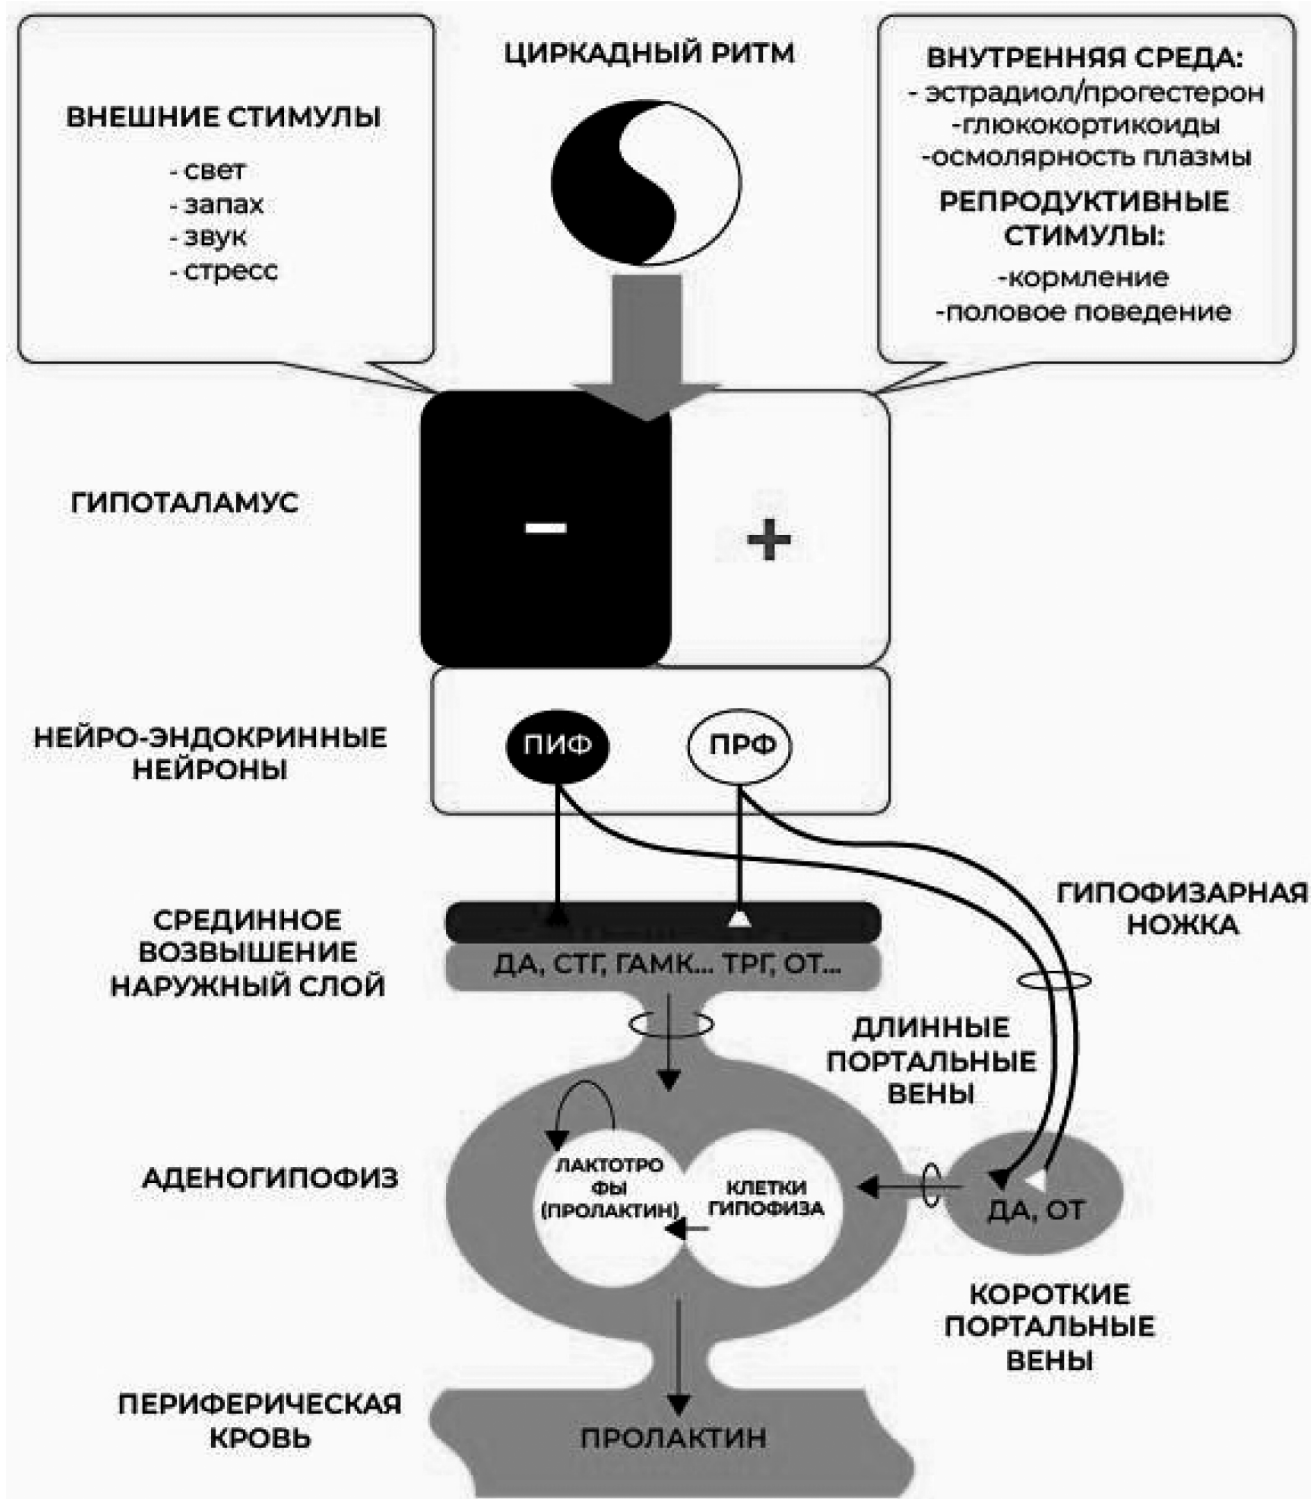 ЦИРКАДНЫЙ РИТМ
ВНЕШНИЕ СТИМУЛЫ
- свет
- запах
- звук
- стресс
ВНУТРЕННЯЯ СРЕДА:
- эстрадиол/прогестерон
-глюкокортикоиды
-осмолярность плазмы
РЕПРОДУКТИВНЫЕ
СТИМУЛЫ:
-кормление
-половое поведение
ГИПОТАЛАМУС
–
+
НЕЙРО-ЭНДОКРИННЫЕ
НЕЙРОНЫ
ПИФ
ПРФ
ГИПОФИЗАРНАЯ
НОЖКА
СРЕДИННОЕ
ВОЗВЫШЕНИЕ
НАРУЖНЫЙ СЛОЙ
ДА, СТГ, ГАМК... ТРГ, ОТ...
ДЛИННЫЕ
ПОРТАЛЬНЫЕ
ВЕНЫ
АДЕНОГИПОФИЗ
ЛАКТОТРО
ФЫ
(ПРОЛАКТИН)
КЛЕТКИ
ГИПОФИЗА
ДА, ОТ
КОРОТКИЕ
ПОРТАЛЬНЫЕ
ВЕНЫ
ПЕРИФЕРИЧЕСКАЯ
КРОВЬ
ПРОЛАКТИН